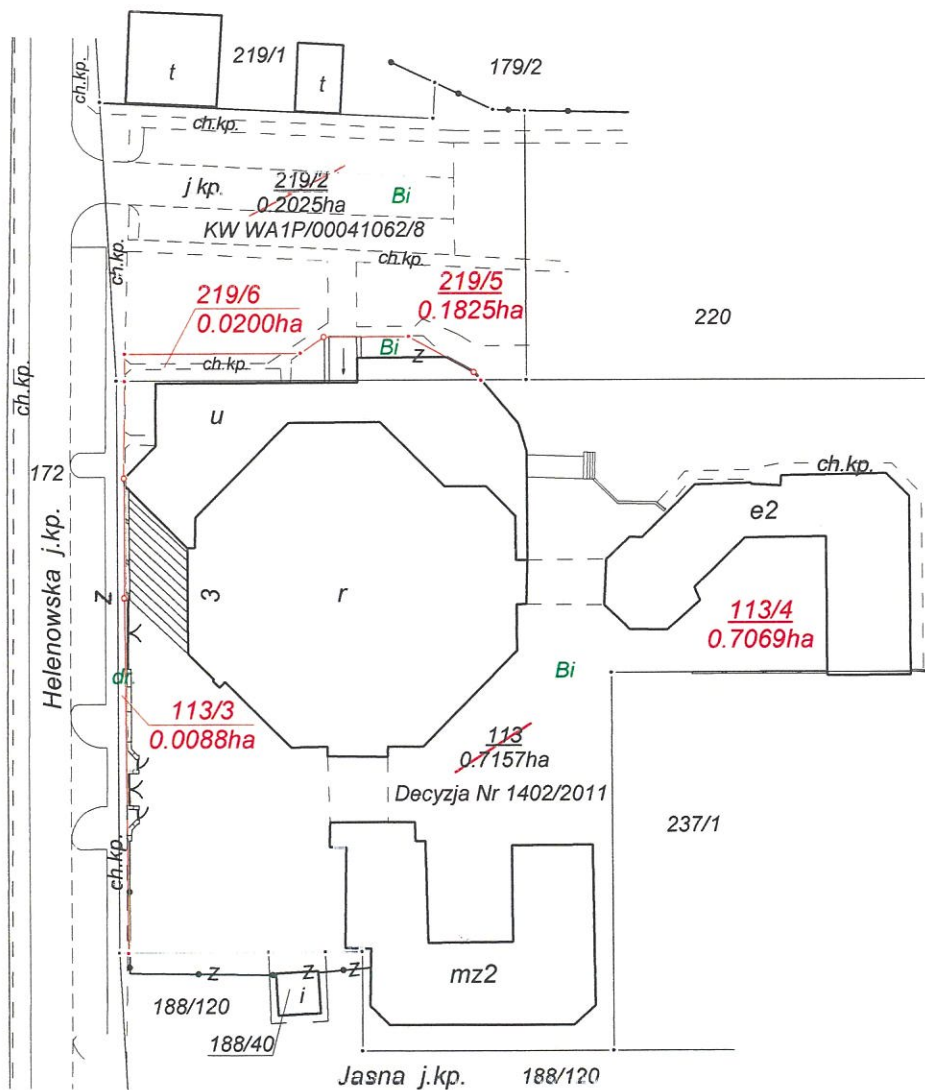 219/1
179/2
t
t
ch.kp.
ch.kp.
j kp.
219/2
0.2025ha
Bi
KW WA1P/00041062/8
ch.kp.
ch.kp.
219/6
0.0200ha
219/5
0.1825ha
220
Bi
z
ch.kp.
ch.kp.
u
172
ch.kp.
e2
Helenowska j.kp.
z
3
r
113/4
0.7069ha
dr.
Bi
113/3
0.0088ha
113
0.7157ha
Decyzja Nr 1402/2011
237/1
ch.kp.
z
z
z
i
mz2
188/120
188/40
Jasna j.kp.
188/120